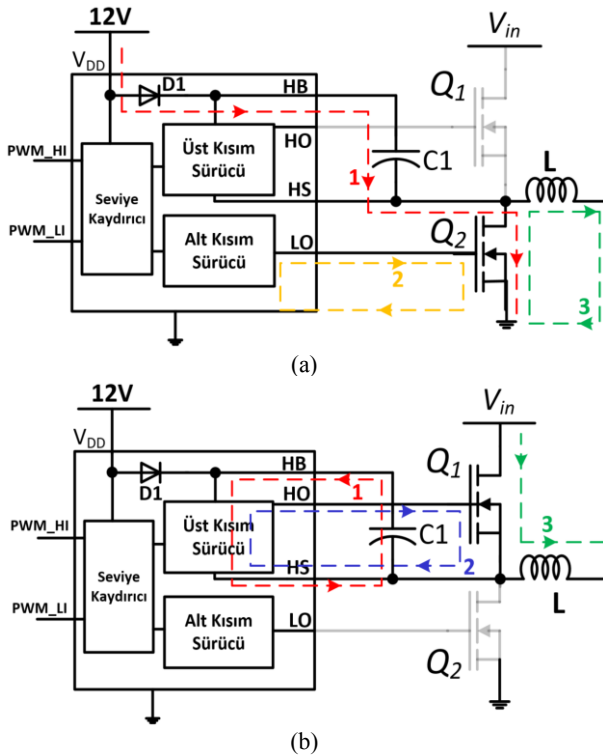 12V
V_in
V_DD
D1
HB
Q_1
PWM_HI
Üst Kısım
Sürücü
HO
C1
L
1
Seviye
Kaydırıcı
HS
PWM_LI
Alt Kısım
Sürücü
LO
Q_2
2
3
(a)
12V
V_in
V_DD
HB
Q_1
D1
HO
1
3
PWM_HI
Üst Kısım
Sürücü
C1
2
Seviye
Kaydırıcı
HS
L
PWM_LI
Alt Kısım
Sürücü
LO
Q_2
(b)